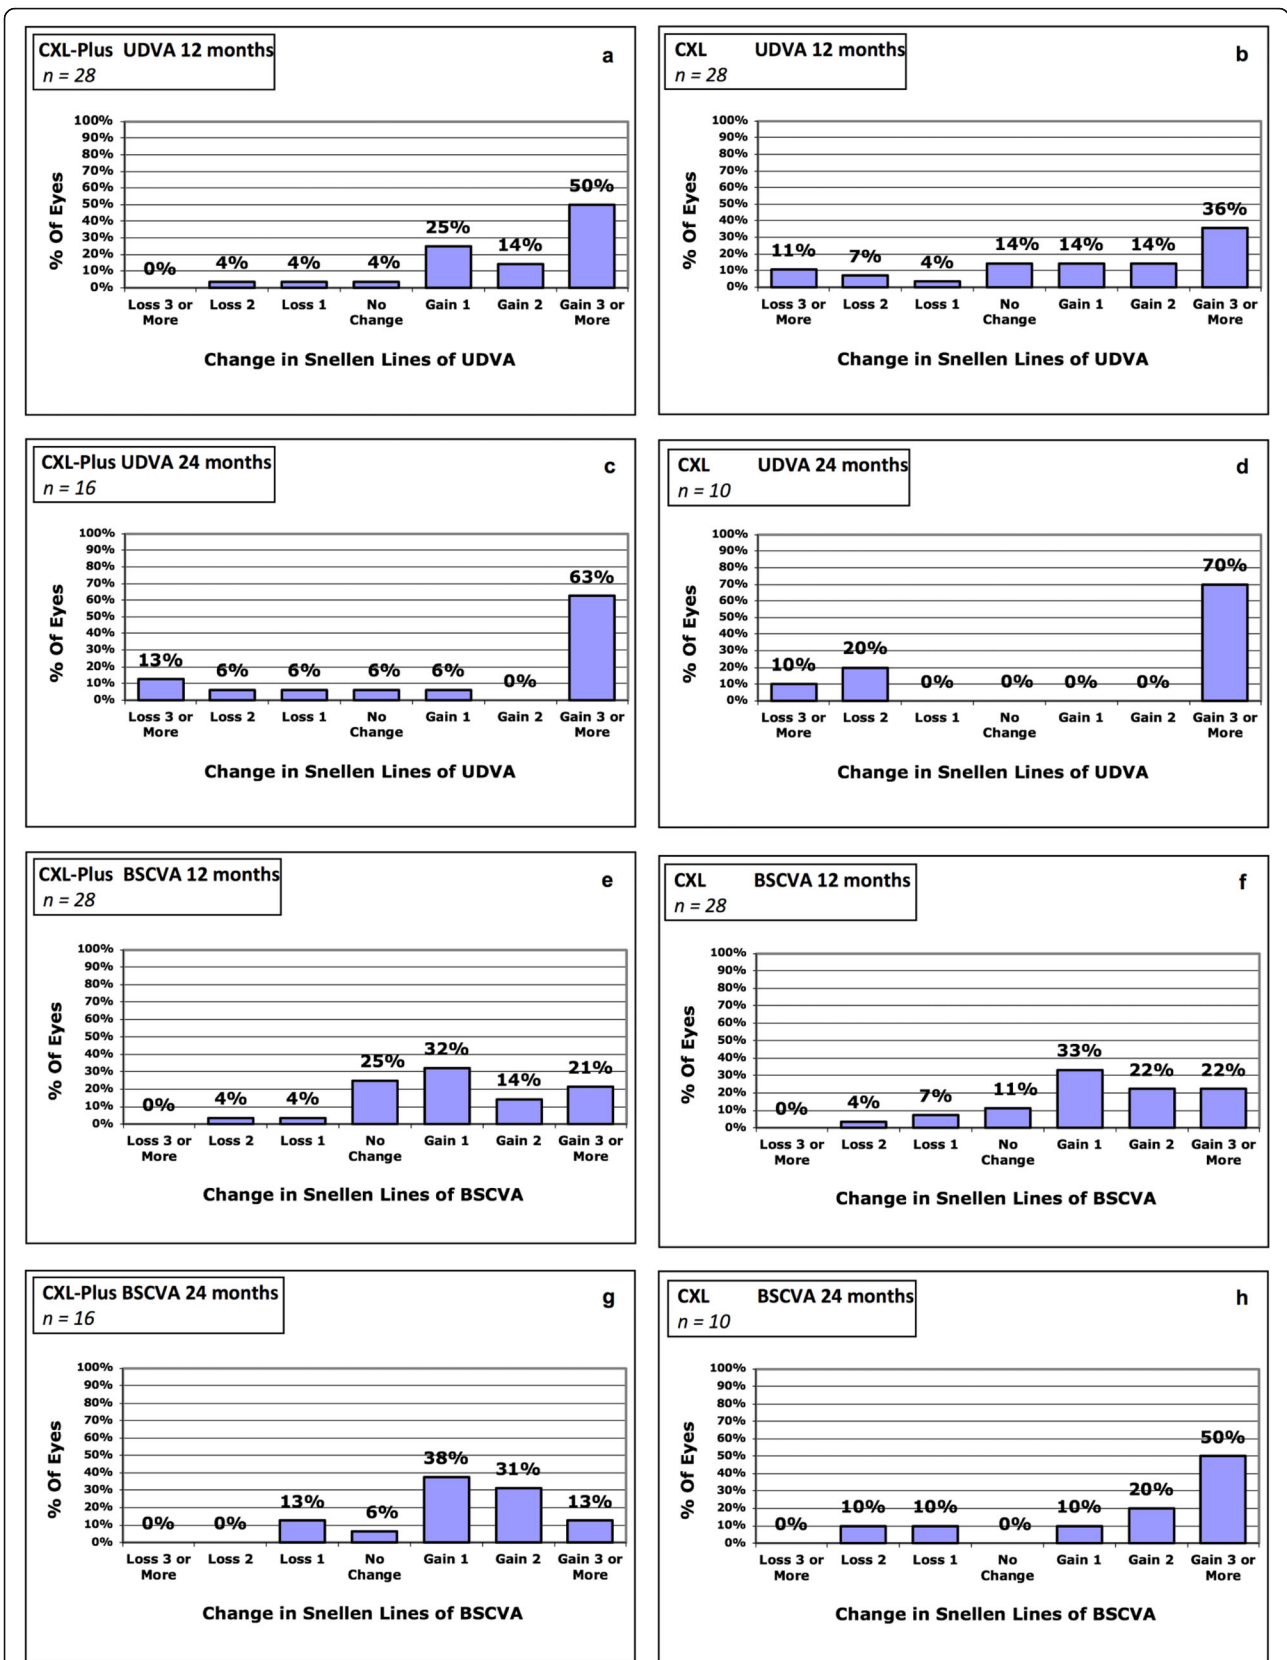 CXL-Plus UDVA 12 months
n = 28
a
100%
90%
80%
70%
60%
50%
40%
30%
20%
10%
0%
% Of Eyes
0%
4%
4%
4%
25%
14%
50%
Loss 3 or More
Loss 2
Loss 1
No Change
Gain 1
Gain 2
Gain 3 or More
Change in Snellen Lines of UDVA
CXL UDVA 12 months
n = 28
b
100%
90%
80%
70%
60%
50%
40%
30%
20%
10%
0%
% Of Eyes
11%
7%
4%
14%
14%
14%
36%
Loss 3 or More
Loss 2
Loss 1
No Change
Gain 1
Gain 2
Gain 3 or More
Change in Snellen Lines of UDVA
CXL-Plus UDVA 24 months
n = 16
c
100%
90%
80%
70%
60%
50%
40%
30%
20%
10%
0%
% Of Eyes
13%
6%
6%
6%
6%
0%
63%
Loss 3 or More
Loss 2
Loss 1
No Change
Gain 1
Gain 2
Gain 3 or More
Change in Snellen Lines of UDVA
CXL UDVA 24 months
n = 10
d
100%
90%
80%
70%
60%
50%
40%
30%
20%
10%
0%
% Of Eyes
10%
20%
0%
0%
0%
0%
70%
Loss 3 or More
Loss 2
Loss 1
No Change
Gain 1
Gain 2
Gain 3 or More
Change in Snellen Lines of UDVA
CXL-Plus BSCVA 12 months
n = 28
e
100%
90%
80%
70%
60%
50%
40%
30%
20%
10%
0%
% Of Eyes
0%
4%
4%
25%
32%
14%
21%
Loss 3 or More
Loss 2
Loss 1
No Change
Gain 1
Gain 2
Gain 3 or More
Change in Snellen Lines of BSCVA
CXL BSCVA 12 months
n = 28
f
100%
90%
80%
70%
60%
50%
40%
30%
20%
10%
0%
% Of Eyes
0%
4%
7%
11%
33%
22%
22%
Loss 3 or More
Loss 2
Loss 1
No Change
Gain 1
Gain 2
Gain 3 or More
Change in Snellen Lines of BSCVA
CXL-Plus BSCVA 24 months
n = 16
g
100%
90%
80%
70%
60%
50%
40%
30%
20%
10%
0%
% Of Eyes
0%
0%
13%
6%
38%
31%
13%
Loss 3 or More
Loss 2
Loss 1
No Change
Gain 1
Gain 2
Gain 3 or More
Change in Snellen Lines of BSCVA
CXL BSCVA 24 months
n = 10
h
100%
90%
80%
70%
60%
50%
40%
30%
20%
10%
0%
% Of Eyes
0%
10%
10%
0%
10%
20%
50%
Loss 3 or More
Loss 2
Loss 1
No Change
Gain 1
Gain 2
Gain 3 or More
Change in Snellen Lines of BSCVA